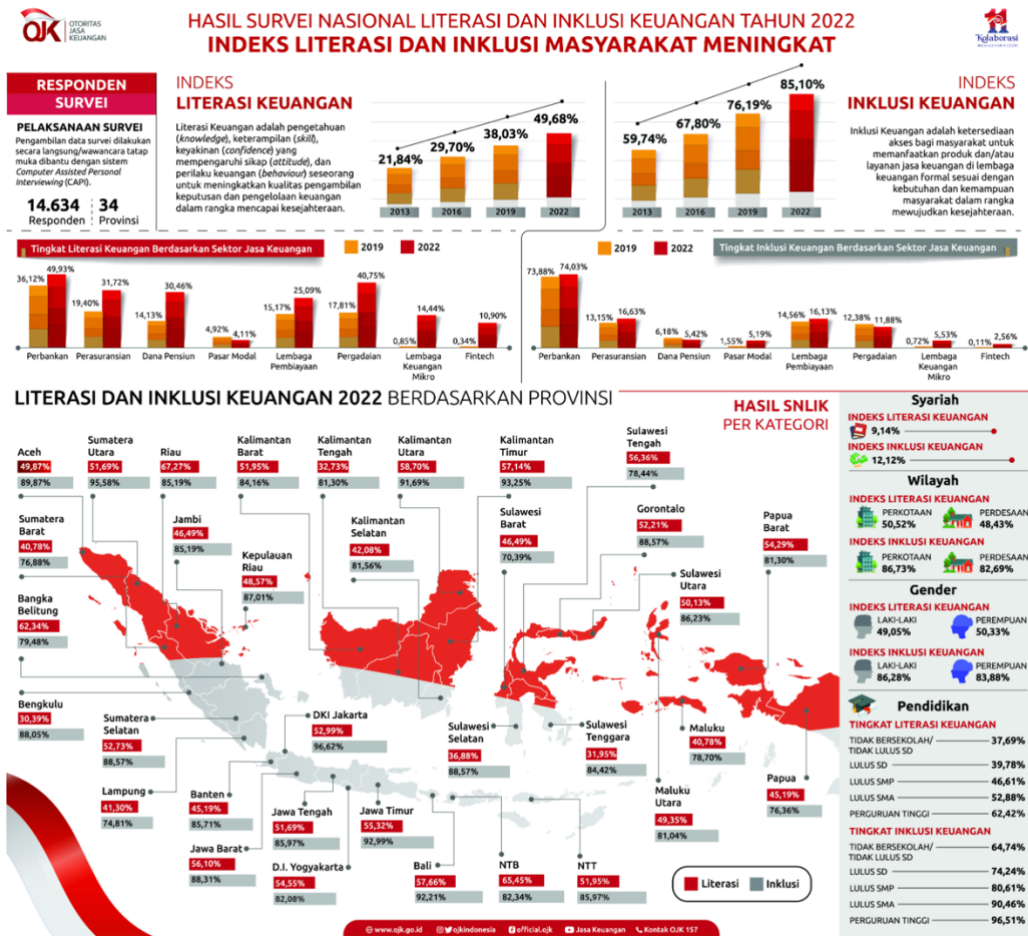 OJK OTORITAS
JASA
KEUANGAN
HASIL SURVEI NASIONAL LITERASI DAN INKLUSI KEUANGAN TAHUN 2022
INDEKS LITERASI DAN INKLUSI MASYARAKAT MENINGKAT
11
Kolaborasi
RESPONDEN
SURVEI
PELAKSANAAN SURVEI
Pengambilan data survei dilakukan
secara langsung/wawancara tatap
muka dibantu dengan sistem
Computer Assisted Personal
Interviewing (CAPI).
14.634 34
Responden Provinsi
INDEKS
LITERASI KEUANGAN
Literasi Keuangan adalah pengetahuan
(knowledge), keterampilan (skill),
keyakinan (confidence) yang
mempengaruhi sikap (attitude), dan
perilaku keuangan (behaviour) seseorang
untuk meningkatkan kualitas pengambilan
keputusan dan pengelolaan keuangan
dalam rangka mencapai kesejahteraan.
21,84% 29,70% 38,03% 49,68%
2013 2016 2019 2022
59,74% 67,80% 76,19% 85,10%
2013 2016 2019 2022
INDEKS
INKLUSI KEUANGAN
Inklusi Keuangan adalah ketersediaan
akses bagi masyarakat untuk
memanfaatkan produk dan/atau
layanan jasa keuangan di lembaga
keuangan formal sesuai dengan
kebutuhan dan kemampuan
masyarakat dalam rangka
mewujudkan kesejahteraan.
Tingkat Literasi Keuangan Berdasarkan Sektor Jasa Keuangan
2019 2022
36,12% 49,93%
Perbankan
19,40% 31,72%
Perasuransian
14,13% 30,46%
Dana Pensiun
4,92% 4,11%
Pasar Modal
15,17% 25,09%
Lembaga
Pembiayaan
17,81% 40,75%
Pergadaian
0,85% 14,44%
Lembaga
Keuangan
Mikro
0,34% 10,90%
Fintech
2019 2022
Tingkat Inklusi Keuangan Berdasarkan Sektor Jasa Keuangan
73,88% 74,03%
Perbankan
13,15% 16,63%
Perasuransian
6,18% 5,42%
Dana Pensiun
1,55% 5,19%
Pasar Modal
14,56% 16,13%
Lembaga
Pembiayaan
12,38% 11,88%
Pergadaian
0,72% 5,53%
Lembaga
Keuangan
Mikro
0,11% 2,56%
Fintech
LITERASI DAN INKLUSI KEUANGAN 2022 BERDASARKAN PROVINSI
HASIL SNLIK
PER KATEGORI
Aceh
49,87%
89,87%
Sumatera
Utara
51,69%
95,58%
Riau
67,27%
85,19%
Kalimantan
Barat
51,95%
84,16%
Kalimantan
Tengah
32,73%
81,30%
Kalimantan
Utara
58,70%
91,69%
Kalimantan
Timur
57,14%
93,25%
Sulawesi
Tengah
56,36%
78,44%
Sumatera
Barat
40,78%
76,88%
Jambi
46,49%
85,19%
Kepulauan
Riau
48,57%
87,01%
Kalimantan
Selatan
42,08%
81,56%
Sulawesi
Barat
46,49%
70,39%
Gorontalo
52,21%
88,57%
Papua
Barat
54,29%
81,30%
Bangka
Belitung
62,34%
79,48%
Sulawesi
Utara
50,13%
86,23%
Bengkulu
30,39%
88,05%
Sumatera
Selatan
52,73%
88,57%
DKI Jakarta
52,99%
96,62%
Sulawesi
Selatan
36,88%
88,57%
Sulawesi
Tenggara
31,95%
84,42%
Maluku
40,78%
78,70%
Lampung
41,30%
74,81%
Banten
45,19%
85,71%
Jawa Tengah
51,69%
85,97%
Jawa Timur
55,32%
92,99%
Maluku
Utara
49,35%
81,04%
Papua
45,19%
76,36%
Jawa Barat
56,10%
88,31%
D.I. Yogyakarta
54,55%
82,08%
Bali
57,66%
92,21%
NTB
65,45%
82,34%
NTT
51,95%
85,97%
Literasi Inklusi
Syariah
INDEKS LITERASI KEUANGAN
9,14%
INDEKS INKLUSI KEUANGAN
12,12%
Wilayah
INDEKS LITERASI KEUANGAN
PERKOTAAN PERDESAAN
50,52% 48,43%
INDEKS INKLUSI KEUANGAN
PERKOTAAN PERDESAAN
86,73% 82,69%
Gender
INDEKS LITERASI KEUANGAN
LAKI-LAKI PEREMPUAN
49,05% 50,33%
INDEKS INKLUSI KEUANGAN
LAKI-LAKI PEREMPUAN
86,28% 83,88%
Pendidikan
TINGKAT LITERASI KEUANGAN
TIDAK BERSEKOLAH/
TIDAK LULUS SD 37,69%
LULUS SD 39,78%
LULUS SMP 46,61%
LULUS SMA 52,88%
PERGURUAN TINGGI 62,42%
TINGKAT INKLUSI KEUANGAN
TIDAK BERSEKOLAH/
TIDAK LULUS SD 64,74%
LULUS SD 74,24%
LULUS SMP 80,61%
LULUS SMA 90,46%
PERGURUAN TINGGI 96,51%
www.ojk.go.id ojkindonesia official.ojk Jasa Keuangan Kontak OJK 157